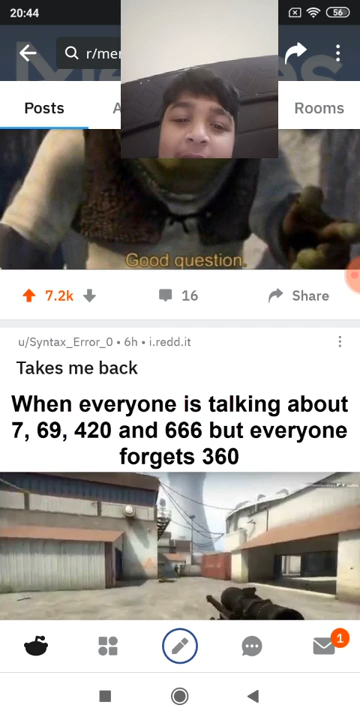 20:44
56
r/me
Posts
A
Rooms
Good question.
7.2k
16
Share
u/Syntax_Error_0 • 6h • i.redd.it
Takes me back
When everyone is talking about
7, 69, 420 and 666 but everyone
forgets 360
1